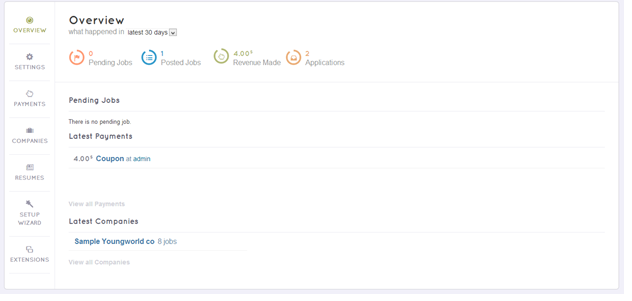 OVERVIEW
SETTINGS
PAYMENTS
COMPANIES
RESUMES
SETUP
WIZARD
EXTENSIONS
Overview
what happened in latest 30 days
0
Pending Jobs
1
Posted Jobs
4.00$
Revenue Made
2
Applications
Pending Jobs
There is no pending job.
Latest Payments
4.00$ Coupon at admin
View all Payments
Latest Companies
Sample Youngworld co 8 jobs
View all Companies